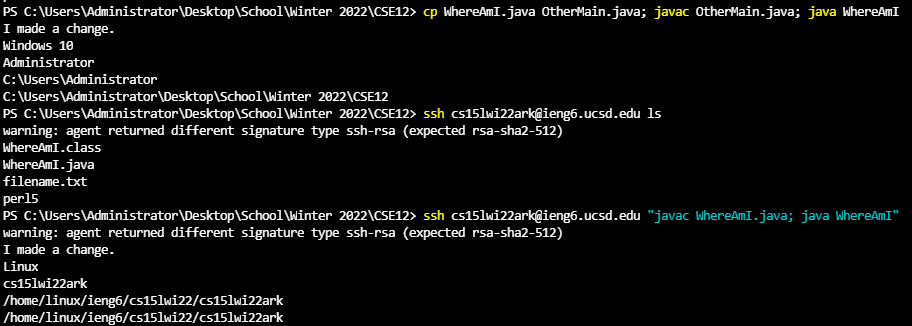 PS C:\Users\Administrator\Desktop\School\Winter 2022\CSE12> cp WhereAmI.java OtherMain.java; javac OtherMain.java; java WhereAmI
I made a change.
Windows 10
Administrator
C:\Users\Administrator
C:\Users\Administrator\Desktop\School\Winter 2022\CSE12
PS C:\Users\Administrator\Desktop\School\Winter 2022\CSE12> ssh cs15lwi22ark@ieng6.ucsd.edu ls
warning: agent returned different signature type ssh-rsa (expected rsa-sha2-512)
WhereAmI.class
WhereAmI.java
filename.txt
perl5
PS C:\Users\Administrator\Desktop\School\Winter 2022\CSE12> ssh cs15lwi22ark@ieng6.ucsd.edu "javac WhereAmI.java; java WhereAmI"
warning: agent returned different signature type ssh-rsa (expected rsa-sha2-512)
I made a change.
Linux
cs15lwi22ark
/home/linux/ieng6/cs15lwi22/cs15lwi22ark
/home/linux/ieng6/cs15lwi22/cs15lwi22ark